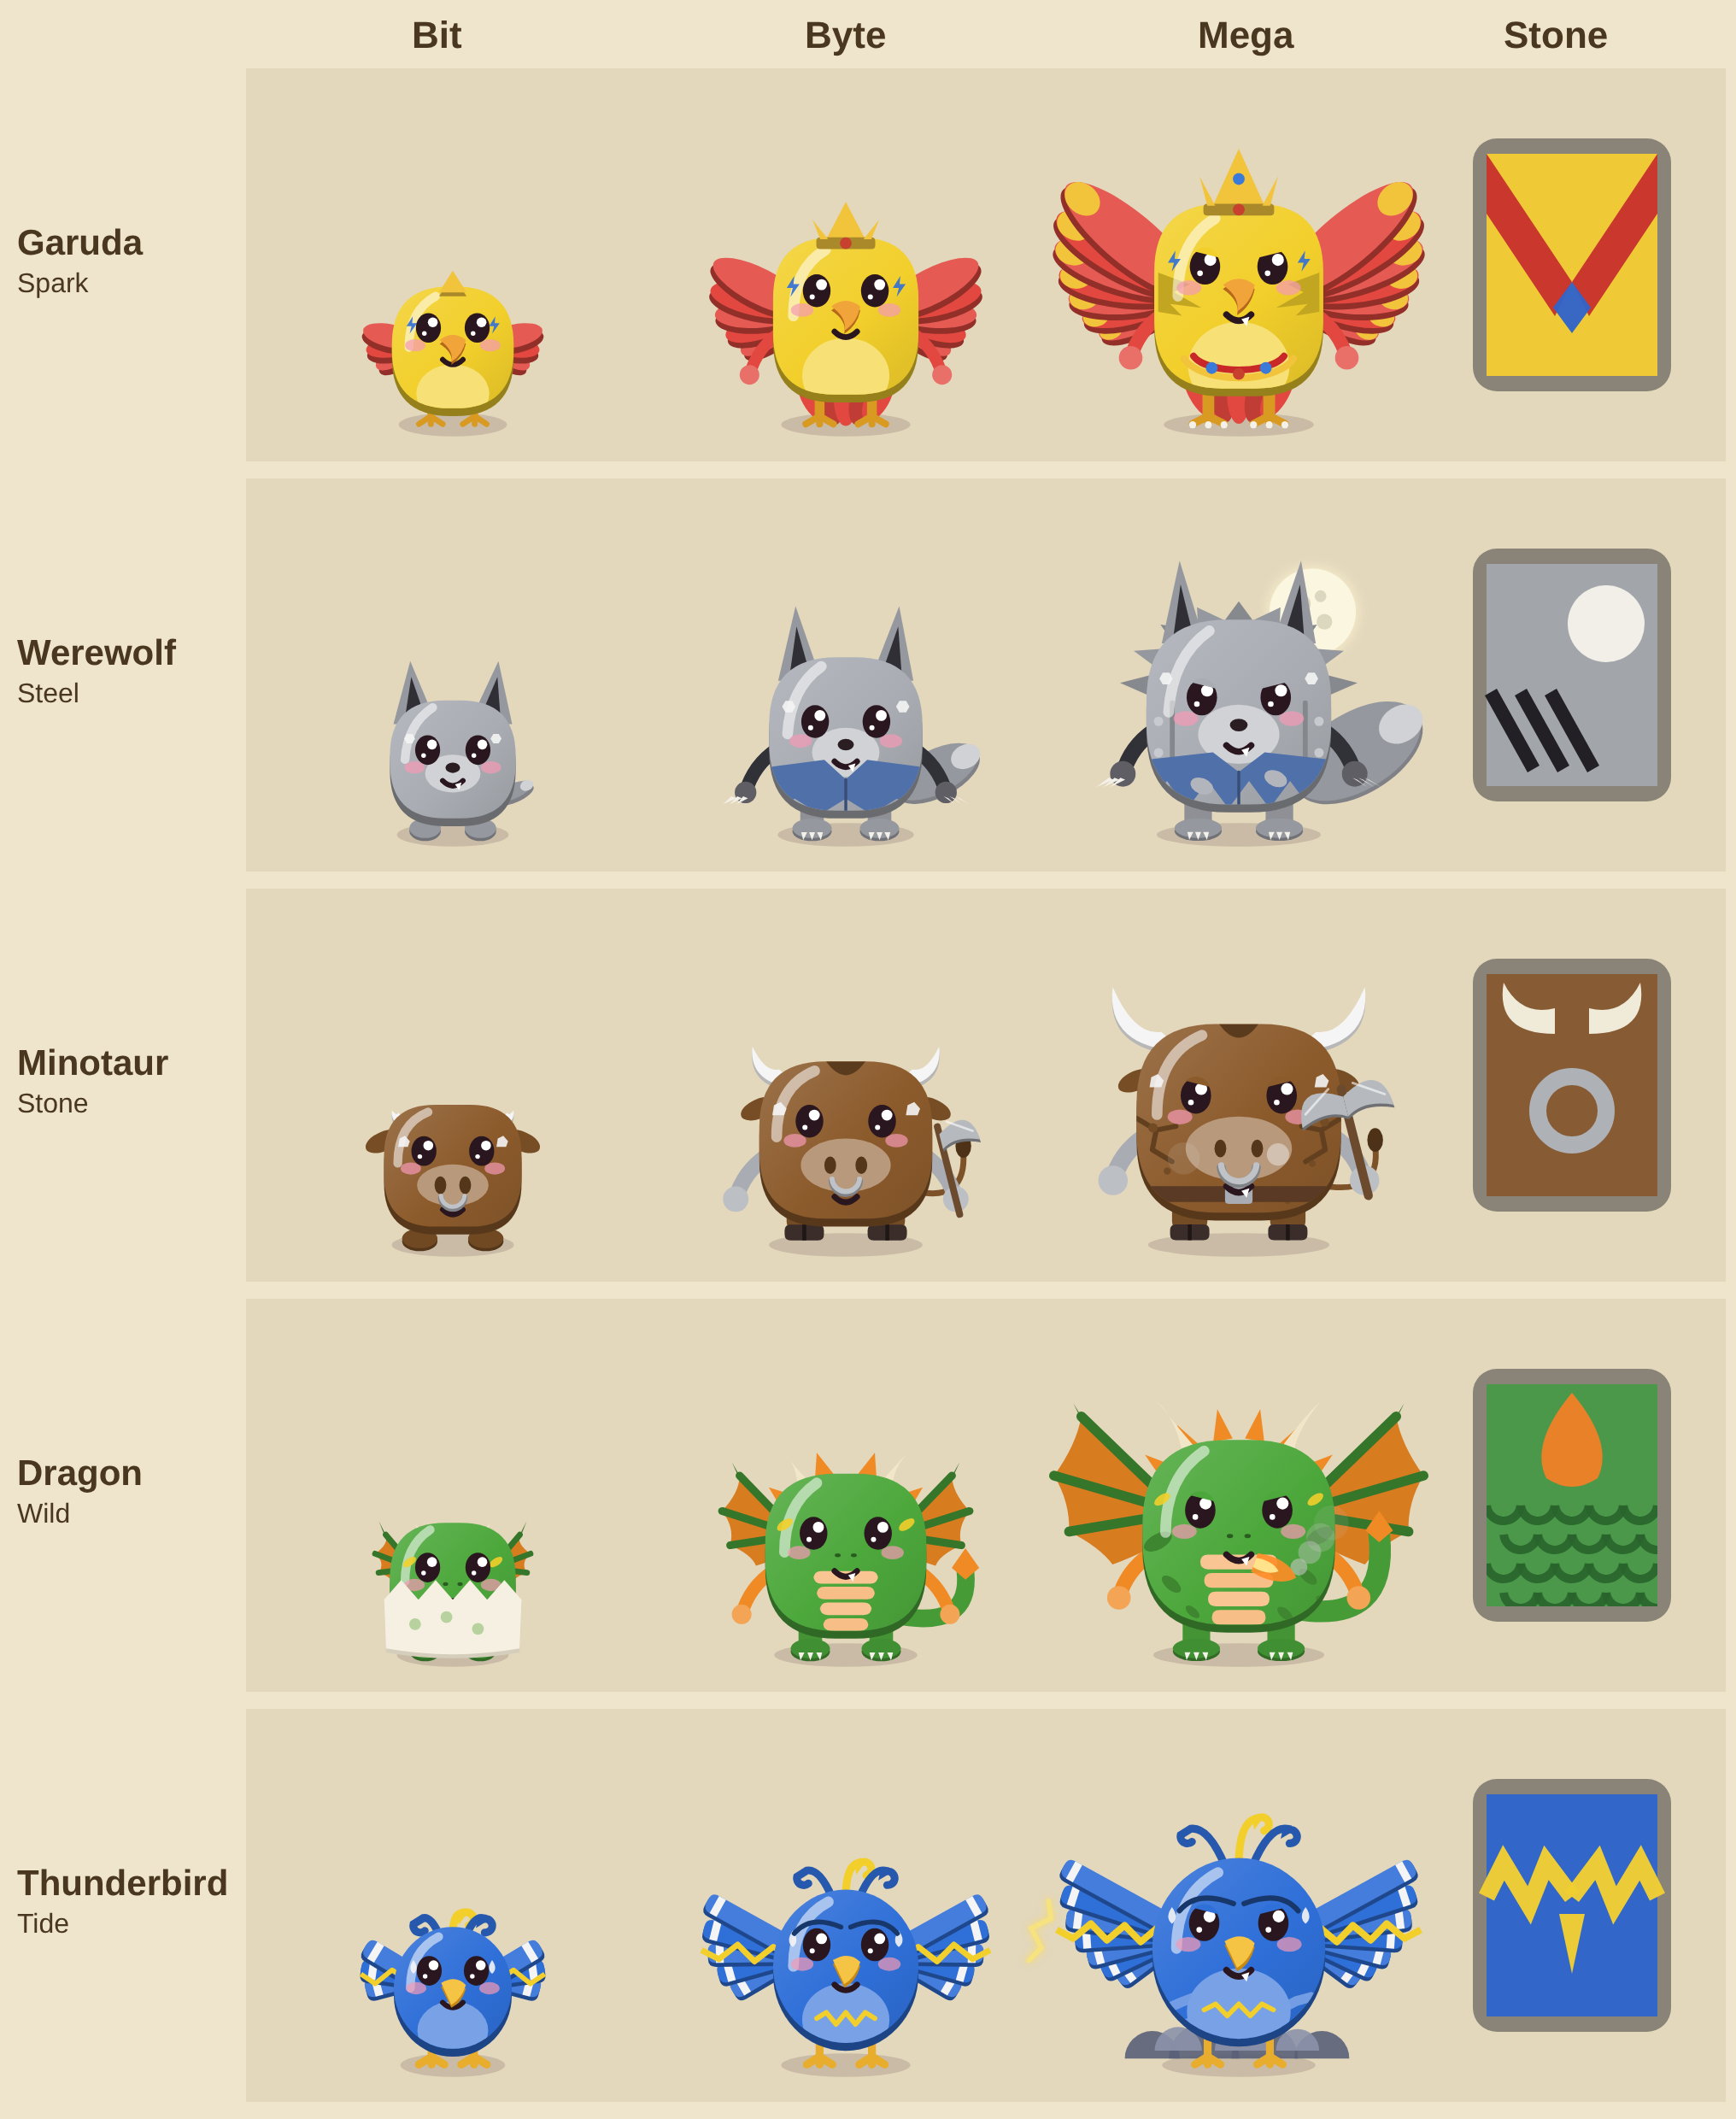 Bit Byte Mega Stone
Garuda
Spark
Werewolf
Steel
Minotaur
Stone
Dragon
Wild
Thunderbird
Tide